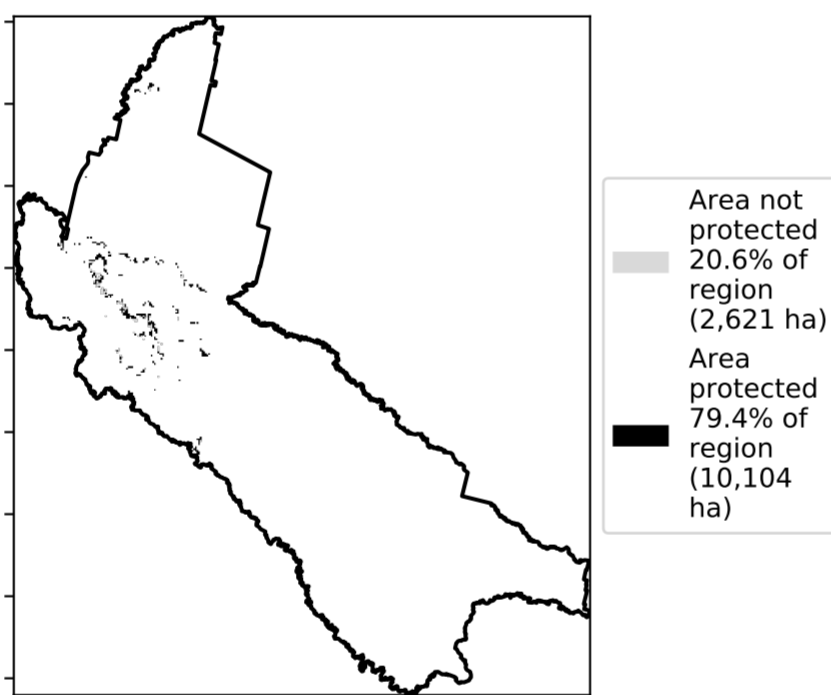 Area not
protected
20.6% of
region
(2,621 ha)
Area
protected
79.4% of
region
(10,104
ha)